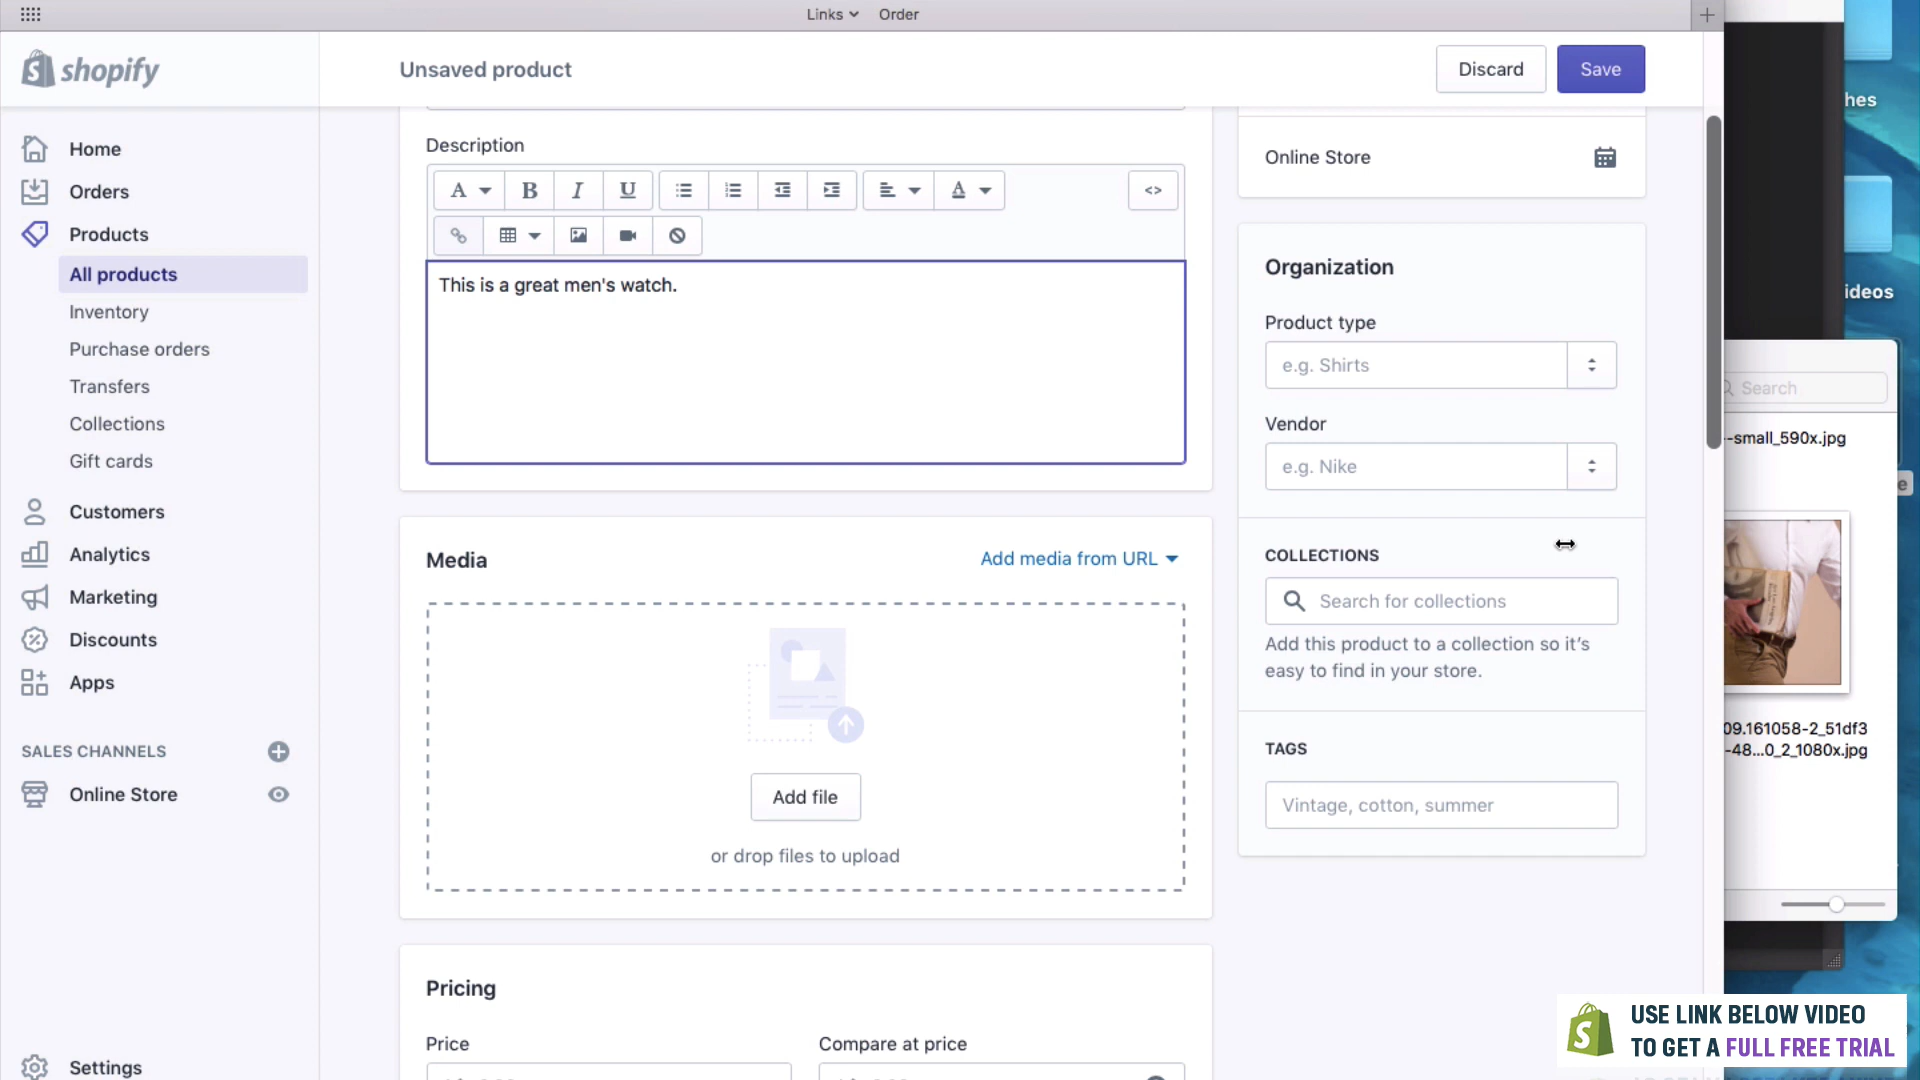 Links Order
shopify
Unsaved product
Discard
Save
Home
Orders
Products
All products
Inventory
Purchase orders
Transfers
Collections
Gift cards
Customers
Analytics
Marketing
Discounts
Apps
SALES CHANNELS
Online Store
Settings
Description
A B I U
A
<>
This is a great men's watch.
Media
Add media from URL
Add file
or drop files to upload
Pricing
Price
Compare at price
Online Store
Organization
Product type
e.g. Shirts
Vendor
e.g. Nike
COLLECTIONS
Search for collections
Add this product to a collection so it's
easy to find in your store.
TAGS
Vintage, cotton, summer
hes
ideos
Search
--small_590x.jpg
e
09.161058-2_51df3
-48...0_2_1080x.jpg
USE LINK BELOW VIDEO
TO GET A FULL FREE TRIAL